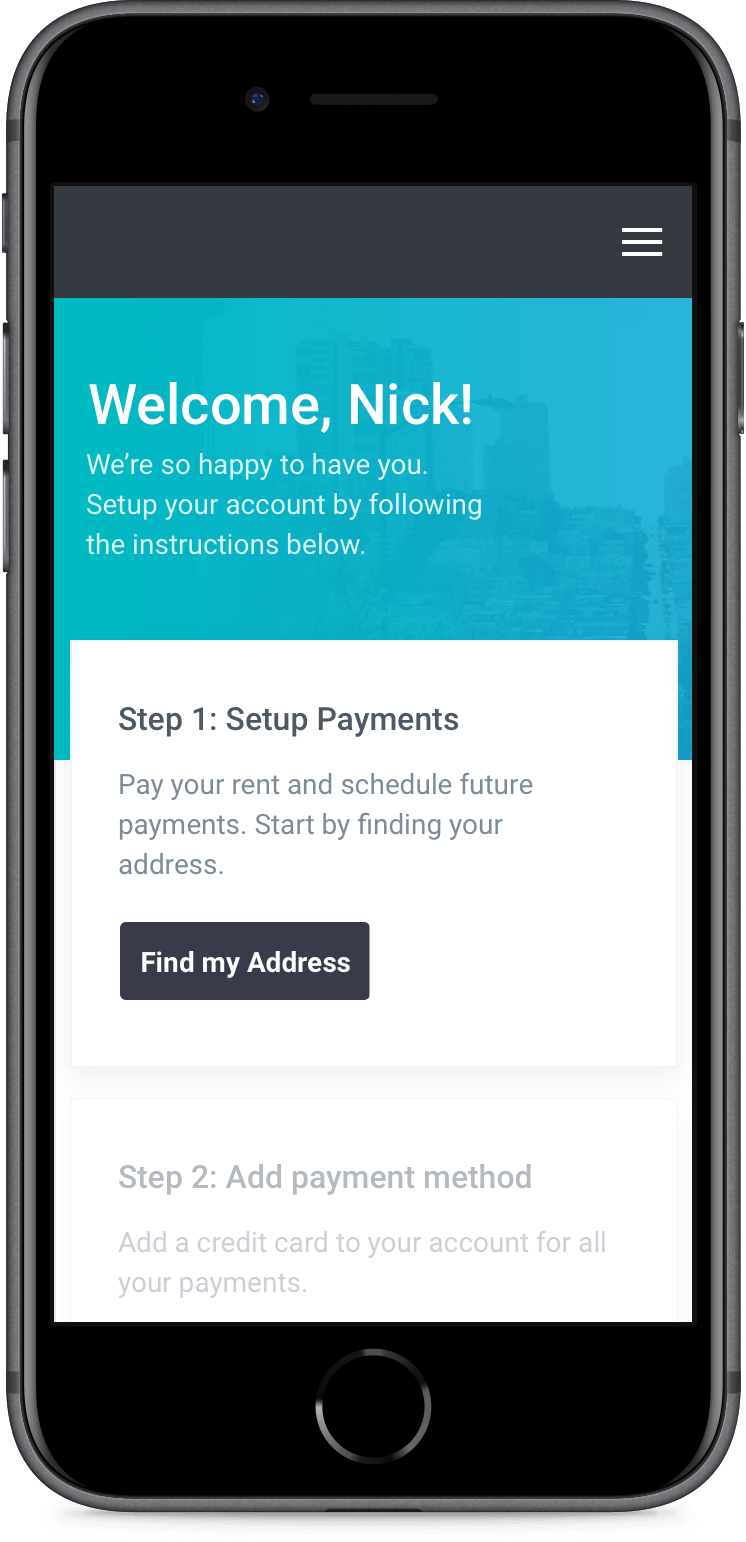 Welcome, Nick!
We’re so happy to have you.
Setup your account by following
the instructions below.
Step 1: Setup Payments
Pay your rent and schedule future
payments. Start by finding your
address.
Find my Address
Step 2: Add payment method
Add a credit card to your account for all
your payments.